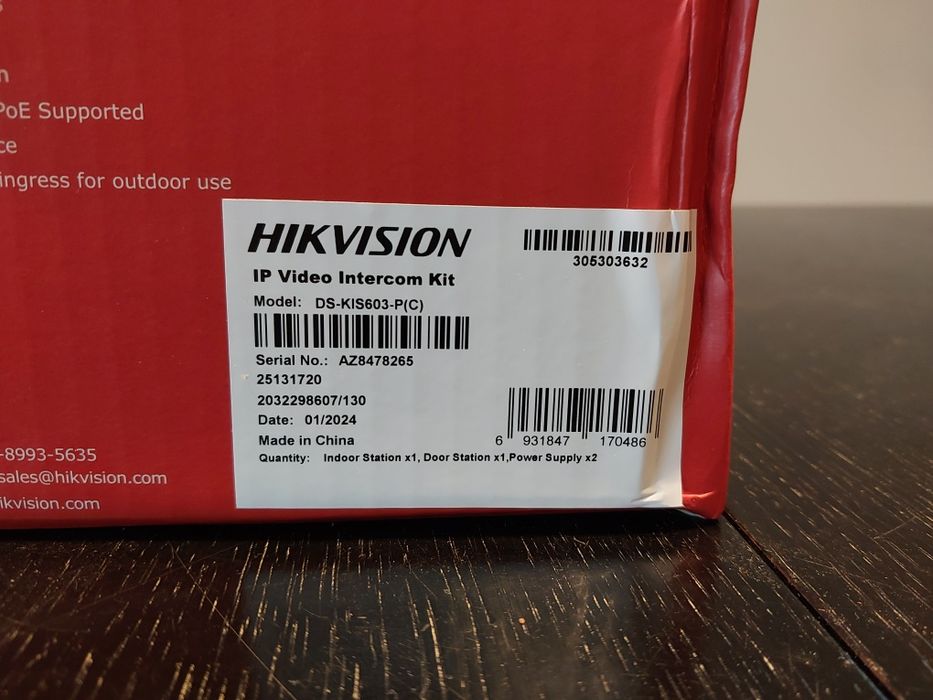 PoE Supported
ingress for outdoor use
HIKVISION
305303632
IP Video Intercom Kit
Model: DS-KIS603-P(C)
Serial No.: AZ8478265
25131720
2032298607/130
Date: 01/2024
Made in China
6 931847 170486
Quantity: Indoor Station x1, Door Station x1,Power Supply x2
-8993-5635
sales@hikvision.com
ikvision.com